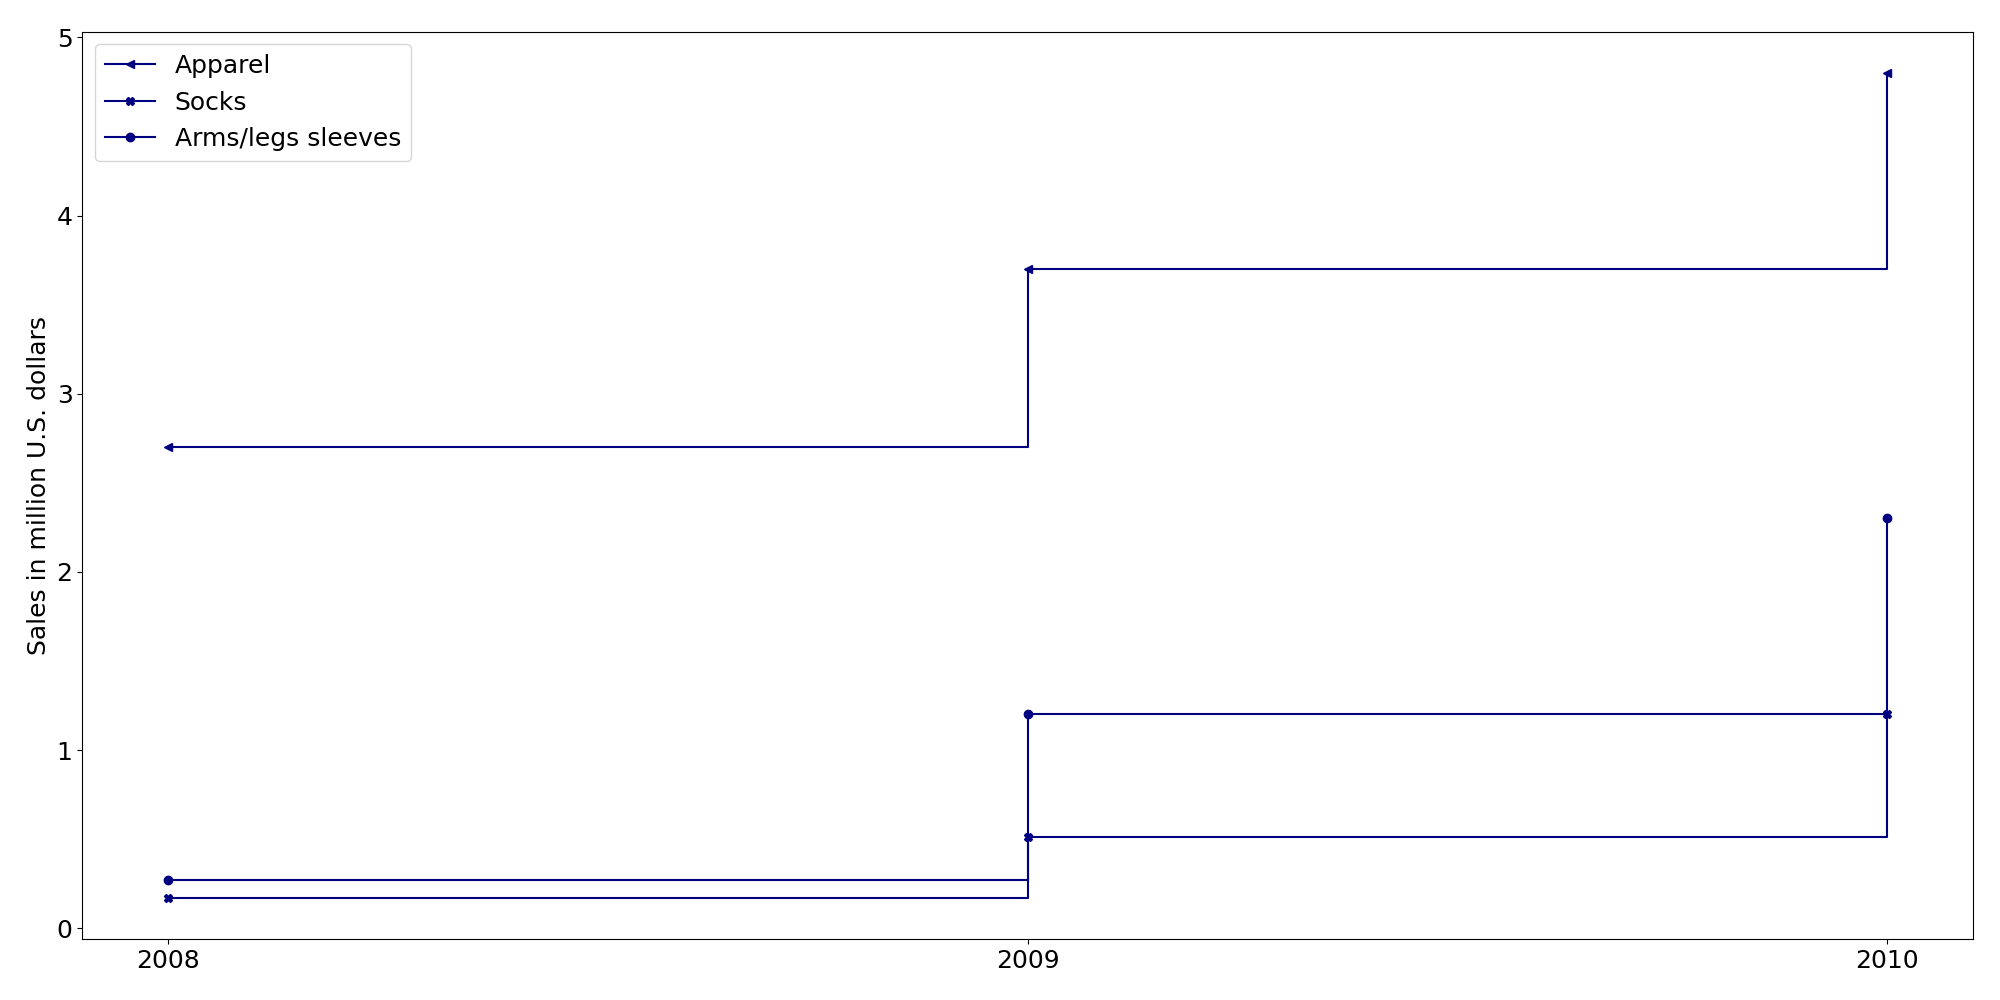 5
4
3
2
1
0
Sales in million U.S. dollars
Apparel
Socks
Arms/legs sleeves
2008
2009
2010